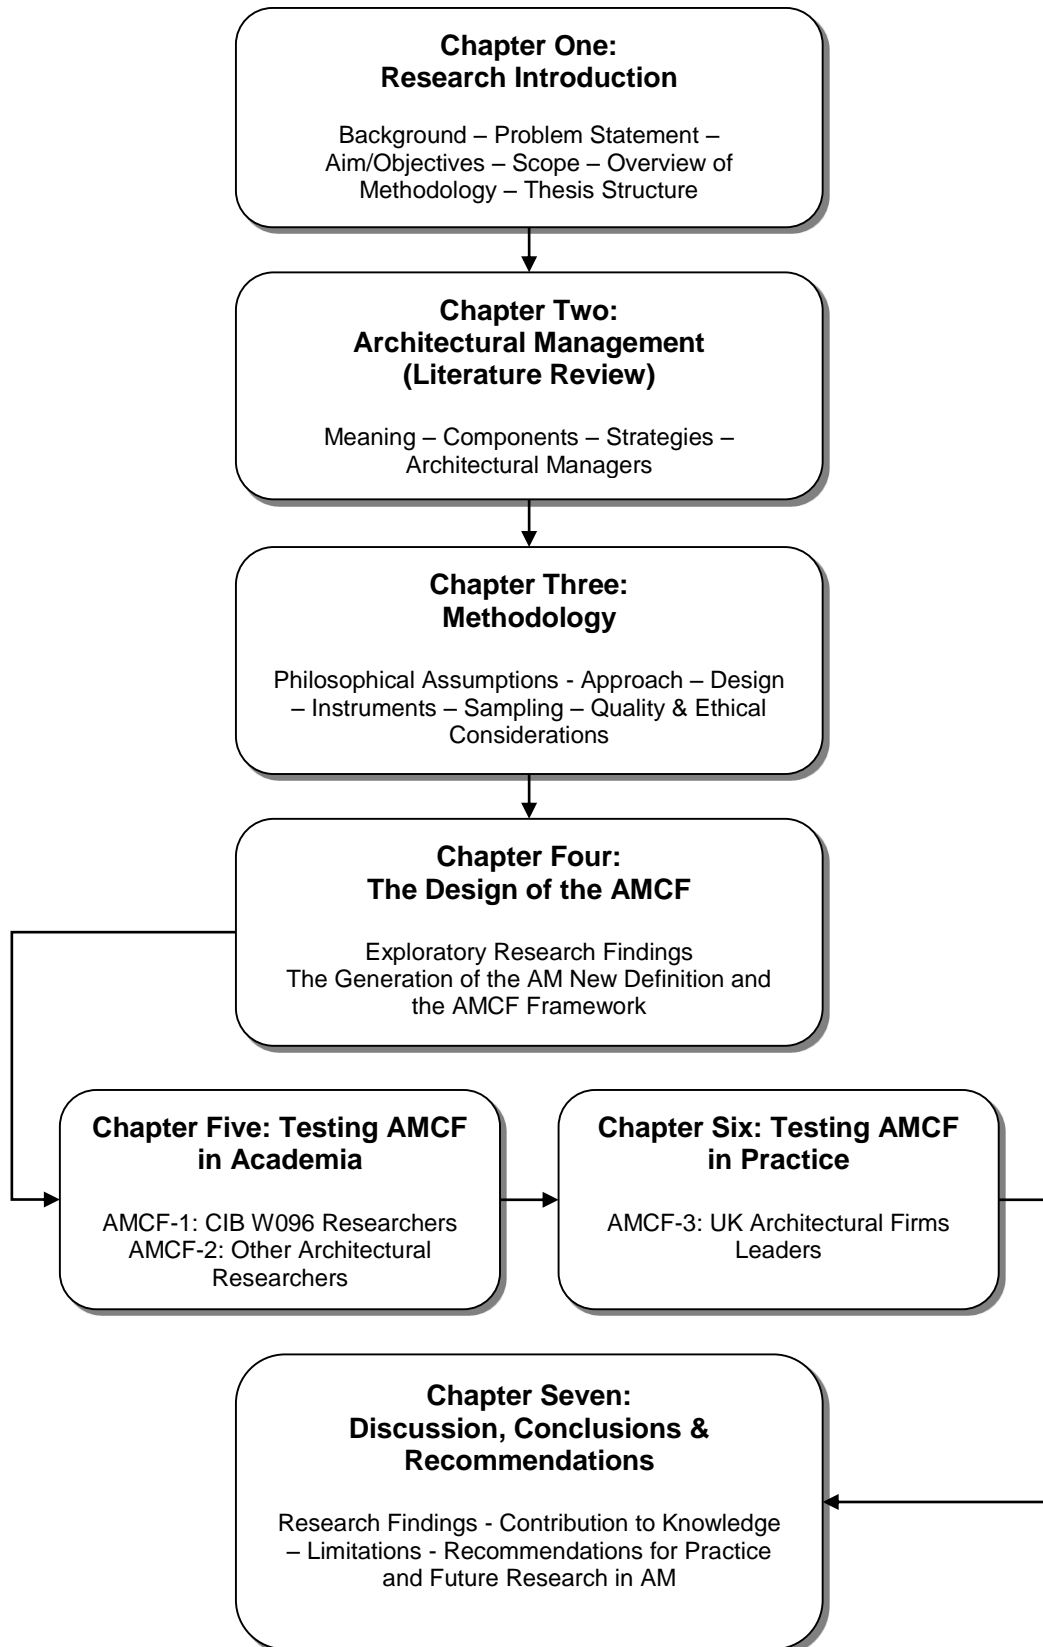 Chapter One:
Research Introduction
Background – Problem Statement –
Aim/Objectives – Scope – Overview of
Methodology – Thesis Structure
Chapter Two:
Architectural Management
(Literature Review)
Meaning – Components – Strategies –
Architectural Managers
Chapter Three:
Methodology
Philosophical Assumptions - Approach – Design
– Instruments – Sampling – Quality & Ethical
Considerations
Chapter Four:
The Design of the AMCF
Exploratory Research Findings
The Generation of the AM New Definition and
the AMCF Framework
Chapter Five: Testing AMCF
in Academia
AMCF-1: CIB W096 Researchers
AMCF-2: Other Architectural
Researchers
Chapter Six: Testing AMCF
in Practice
AMCF-3: UK Architectural Firms
Leaders
Chapter Seven:
Discussion, Conclusions &
Recommendations
Research Findings - Contribution to Knowledge
– Limitations - Recommendations for Practice
and Future Research in AM